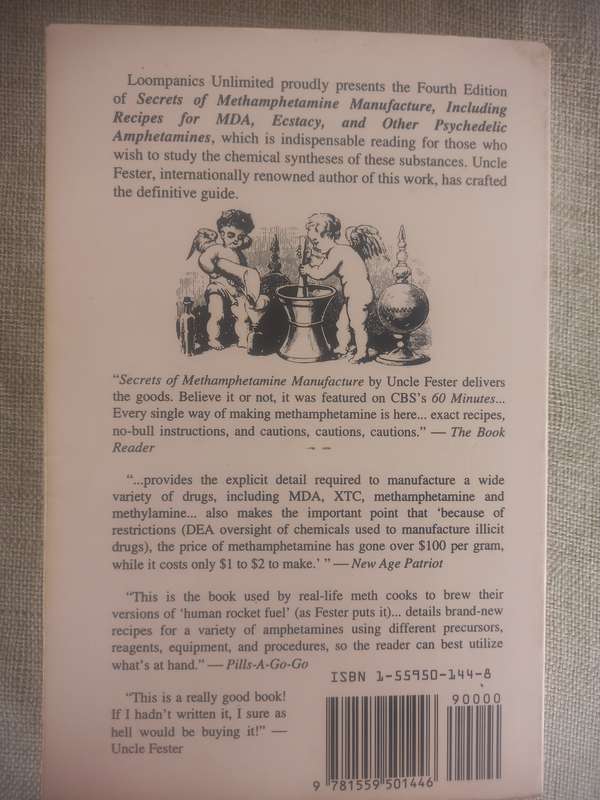 Loompanics Unlimited proudly presents the Fourth Edition
of Secrets of Methamphetamine Manufacture, Including
Recipes for MDA, Ecstacy, and Other Psychedelic
Amphetamines, which is indispensable reading for those who
wish to study the chemical syntheses of these substances. Uncle
Fester, internationally renowned author of this work, has crafted
the definitive guide.
“Secrets of Methamphetamine Manufacture by Uncle Fester delivers
the goods. Believe it or not, it was featured on CBS’s 60 Minutes...
Every single way of making methamphetamine is here... exact recipes,
no-bull instructions, and cautions, cautions, cautions.” — The Book
Reader
“...provides the explicit detail required to manufacture a wide
variety of drugs, including MDA, XTC, methamphetamine and
methylamine... also makes the important point that ‘because of
restrictions (DEA oversight of chemicals used to manufacture illicit
drugs), the price of methamphetamine has gone over $100 per gram,
while it costs only $1 to $2 to make.’ ” — New Age Patriot
“This is the book used by real-life meth cooks to brew their
versions of ‘human rocket fuel’ (as Fester puts it)... details brand-new
recipes for a variety of amphetamines using different precursors,
reagents, equipment, and procedures, so the reader can best utilize
what’s at hand.” — Pills-A-Go-Go
“This is a really good book!
If I hadn’t written it, I sure as
hell would be buying it!” —
Uncle Fester
ISBN 1-55950-144-8
90000
9 781559 501446